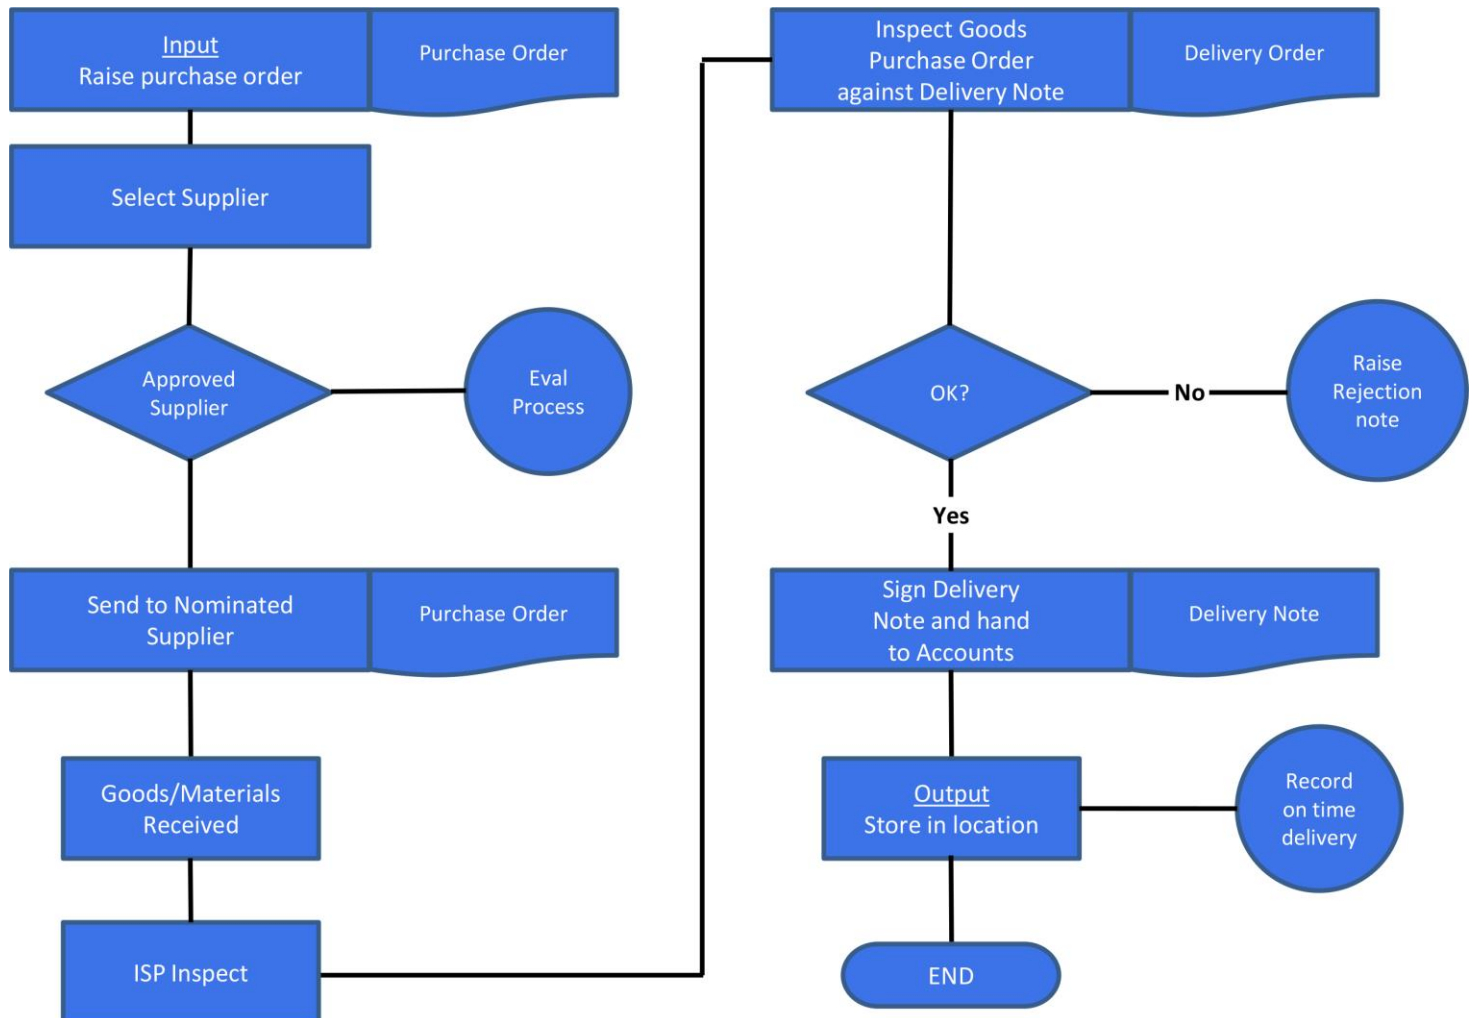 Input
Raise purchase order
Purchase Order
Select Supplier
Approved
Supplier
Eval
Process
Send to Nominated
Supplier
Purchase Order
Goods/Materials
Received
ISP Inspect
Inspect Goods
Purchase Order
against Delivery Note
Delivery Order
OK?
No
Raise
Rejection
note
Yes
Sign Delivery
Note and hand
to Accounts
Delivery Note
Output
Store in location
Record
on time
delivery
END